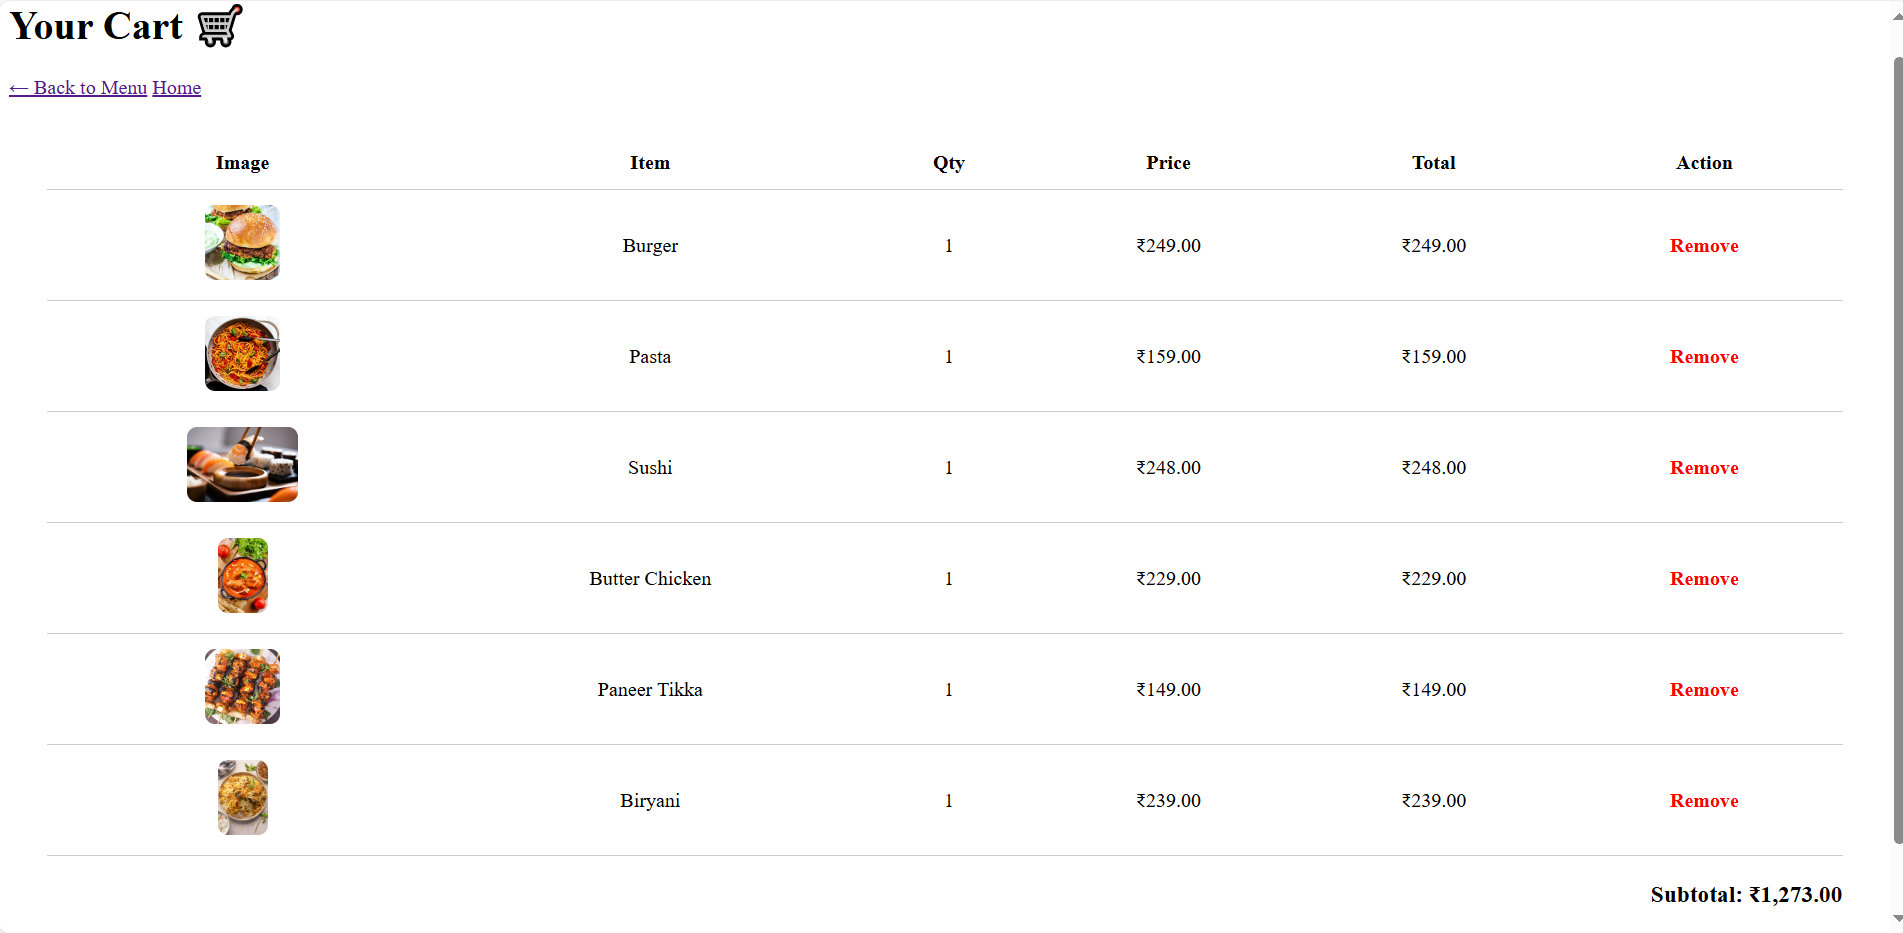 Your Cart
← Back to Menu Home
Image Item Qty Price Total Action
Burger 1 ₹249.00 ₹249.00 Remove
Pasta 1 ₹159.00 ₹159.00 Remove
Sushi 1 ₹248.00 ₹248.00 Remove
Butter Chicken 1 ₹229.00 ₹229.00 Remove
Paneer Tikka 1 ₹149.00 ₹149.00 Remove
Biryani 1 ₹239.00 ₹239.00 Remove
Subtotal: ₹1,273.00